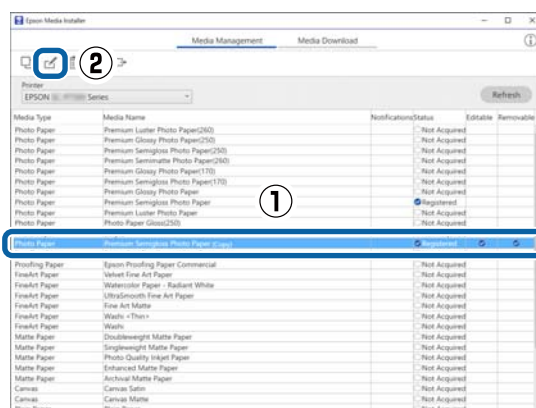 Epson Media Installer
Media Management Media Download
②
Printer
EPSON Series
Refresh
Media Type Media Name Notifications Status Editable Removable
Photo Paper Premium Luster Photo Paper(260) Not Acquired
Photo Paper Premium Glossy Photo Paper(250) Not Acquired
Photo Paper Premium Semigloss Photo Paper(250) Not Acquired
Photo Paper Premium Semimatte Photo Paper(260) Not Acquired
Photo Paper Premium Glossy Photo Paper(170) Not Acquired
Photo Paper Premium Semigloss Photo Paper(170) Not Acquired
Photo Paper Premium Glossy Photo Paper Not Acquired
Photo Paper Premium Semigloss Photo Paper Registered
Photo Paper Premium Luster Photo Paper Not Acquired
Photo Paper Photo Paper Gloss(250) Not Acquired
①
Photo Paper Premium Semigloss Photo Paper (Copy) Registered
Proofing Paper Epson Proofing Paper Commercial Not Acquired
FineArt Paper Velvet Fine Art Paper Not Acquired
FineArt Paper Watercolor Paper - Radiant White Not Acquired
FineArt Paper UltraSmooth Fine Art Paper Not Acquired
FineArt Paper Fine Art Matte Not Acquired
FineArt Paper Washi <Thin> Not Acquired
FineArt Paper Washi Not Acquired
Matte Paper Doubleweight Matte Paper Not Acquired
Matte Paper Singleweight Matte Paper Not Acquired
Matte Paper Photo Quality Inkjet Paper Not Acquired
Matte Paper Enhanced Matte Paper Not Acquired
Matte Paper Archival Matte Paper Not Acquired
Canvas Canvas Satin Not Acquired
Canvas Canvas Matte Not Acquired